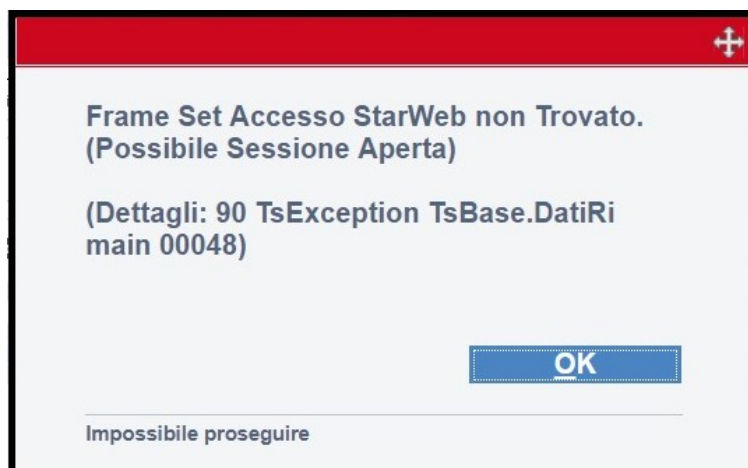 Frame Set Accesso StarWeb non Trovato.
(Possibile Sessione Aperta)
(Dettagli: 90 TsException TsBase.DatiRi
main 00048)
OK
Impossibile proseguire